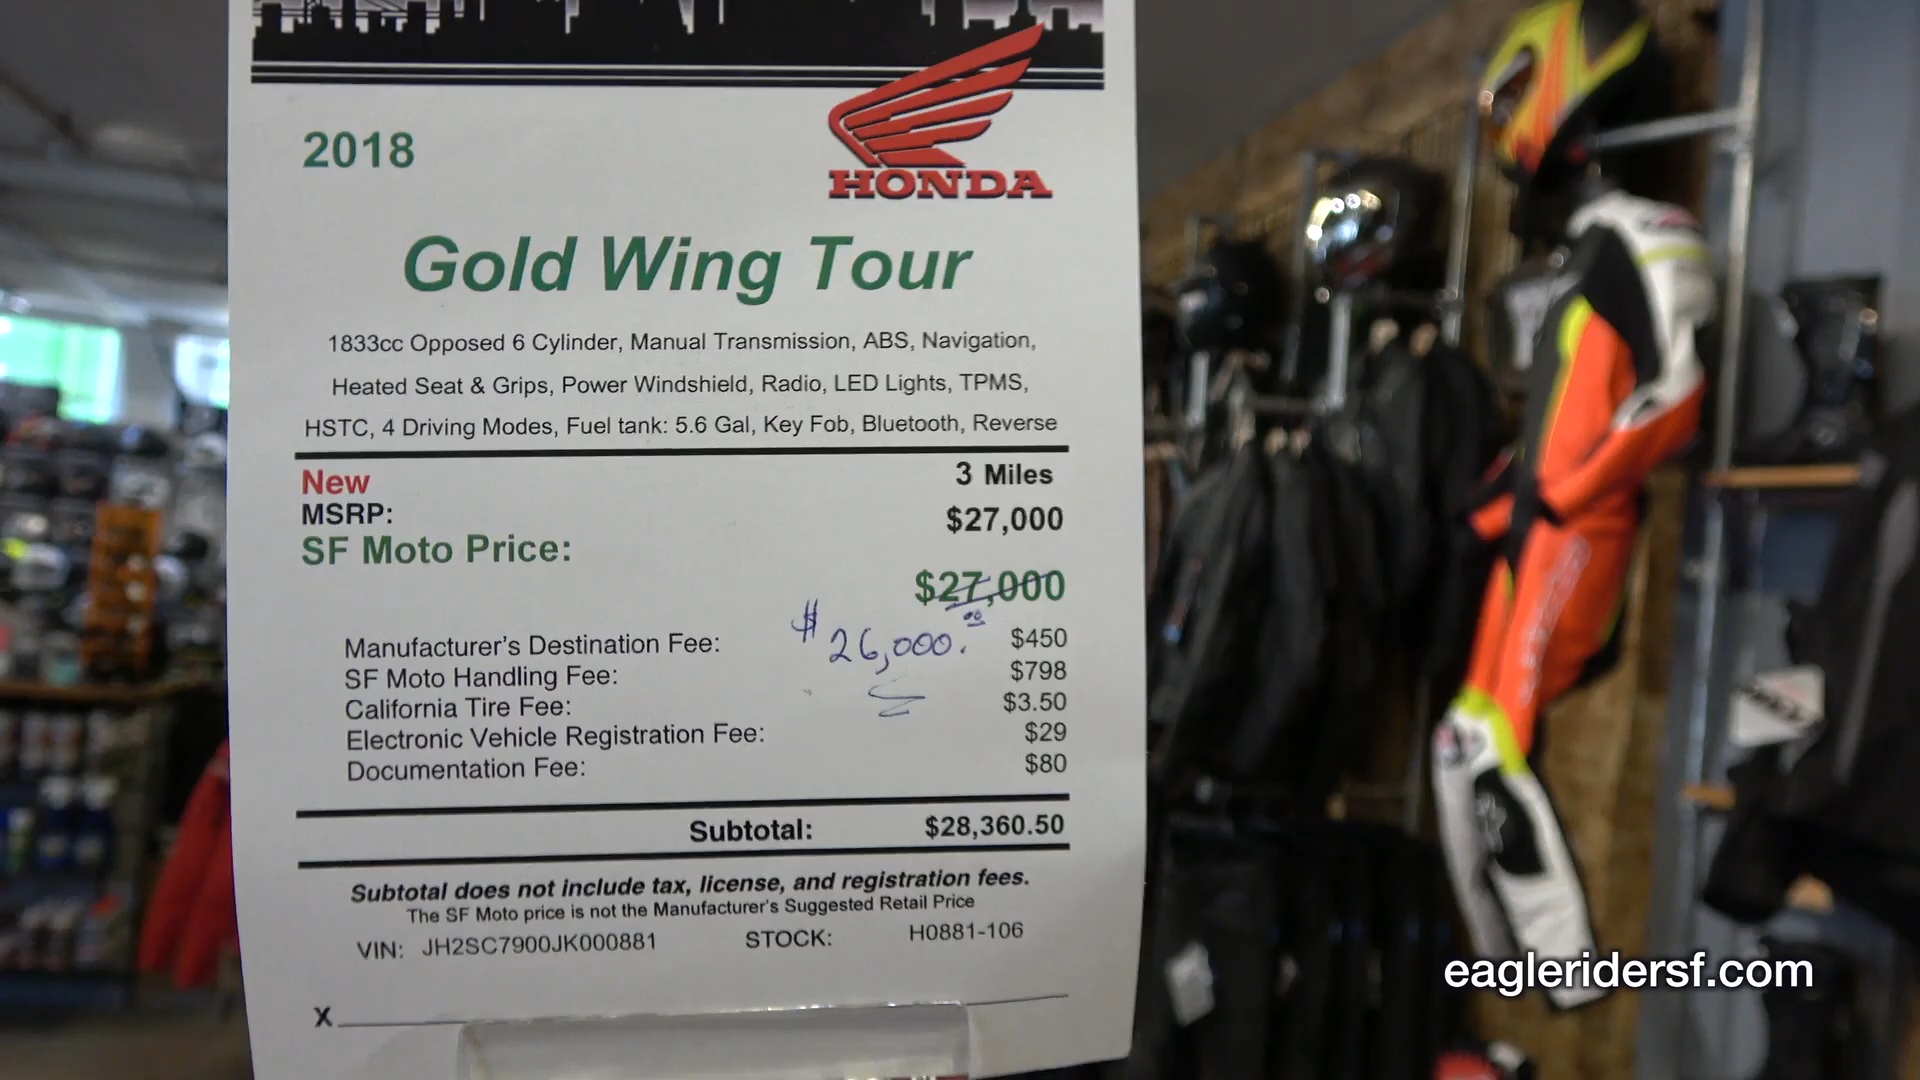 2018
HONDA
Gold Wing Tour
1833cc Opposed 6 Cylinder, Manual Transmission, ABS, Navigation,
Heated Seat & Grips, Power Windshield, Radio, LED Lights, TPMS,
HSTC, 4 Driving Modes, Fuel tank: 5.6 Gal, Key Fob, Bluetooth, Reverse
New 3 Miles
MSRP: $27,000
SF Moto Price:
$27,000
$26,000.00
Manufacturer's Destination Fee: $450
SF Moto Handling Fee: $798
California Tire Fee: $3.50
Electronic Vehicle Registration Fee: $29
Documentation Fee: $80
Subtotal: $28,360.50
Subtotal does not include tax, license, and registration fees.
The SF Moto price is not the Manufacturer's Suggested Retail Price
VIN: JH2SC7900JK000881 STOCK: H0881-106
X
eagleridersf.com